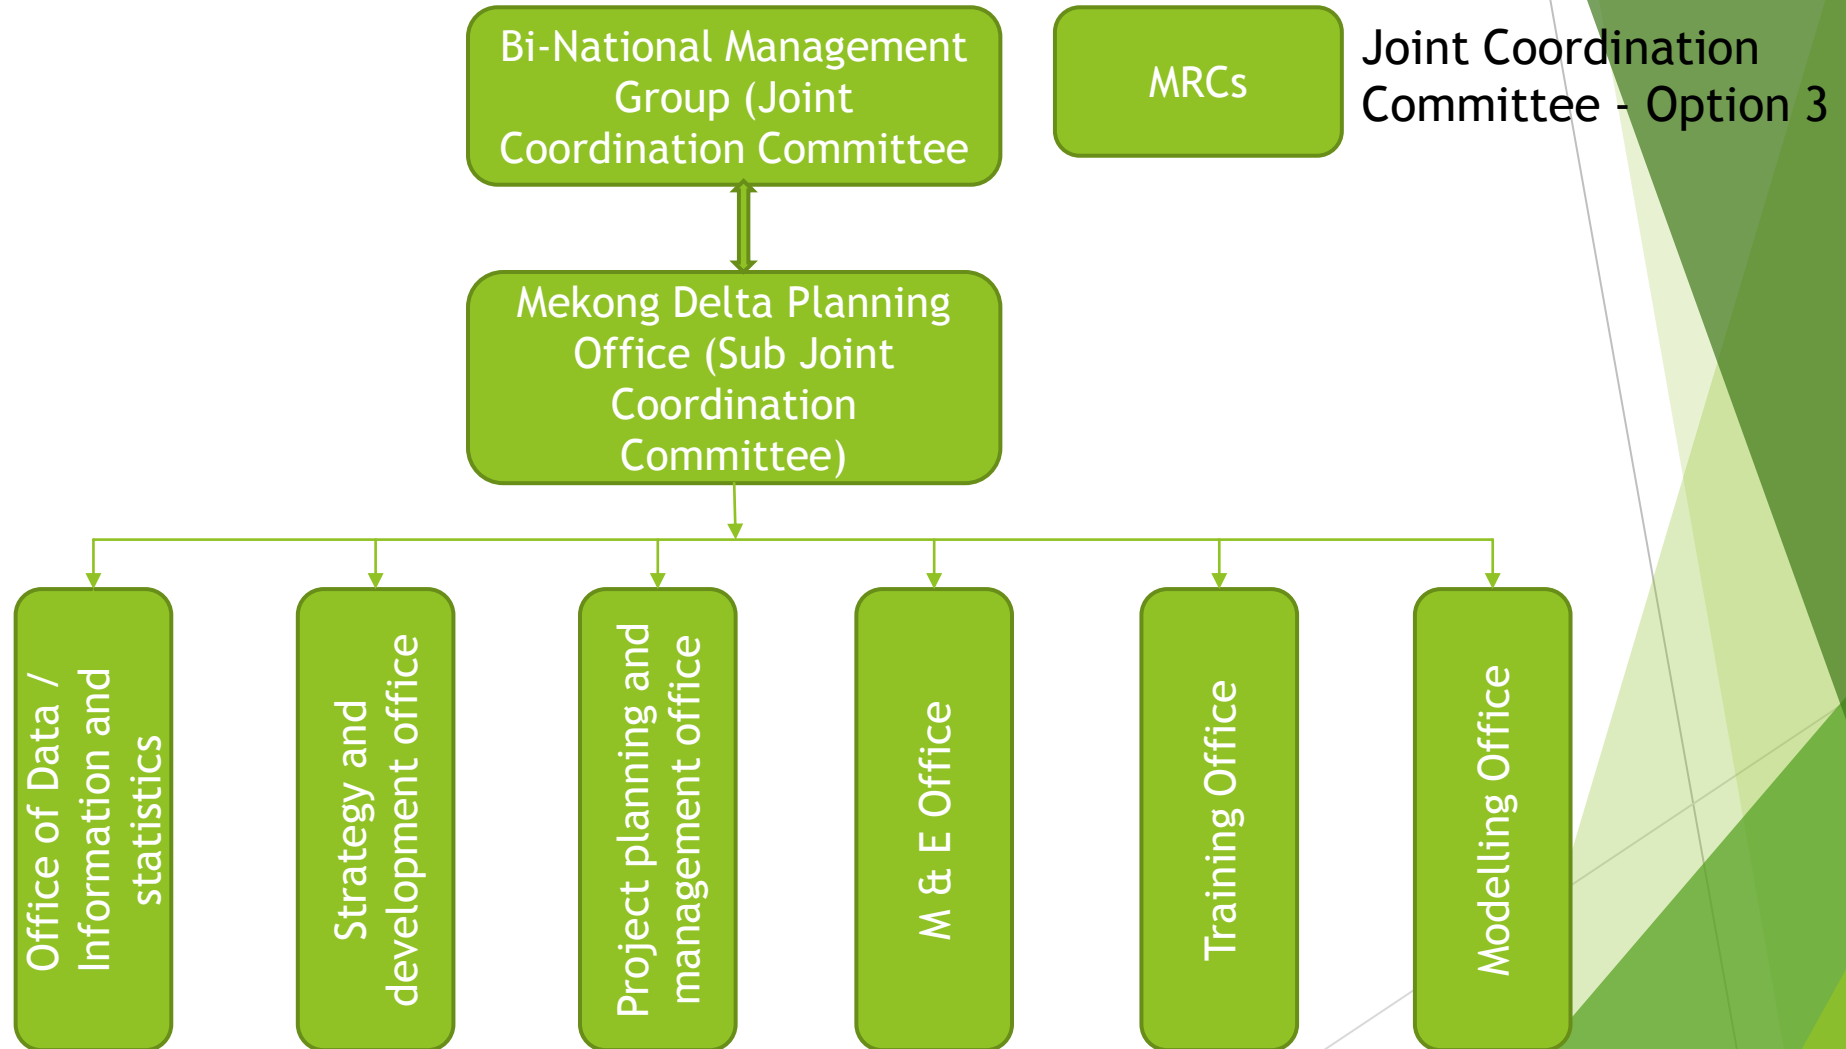 Bi-National Management
Group (Joint
Coordination Committee
MRCs
Joint Coordination
Committee - Option 3
Mekong Delta Planning
Office (Sub Joint
Coordination
Committee)
Office of Data /
Information and
statistics
Strategy and
development office
Project planning and
management office
M & E Office
Training Office
Modelling Office